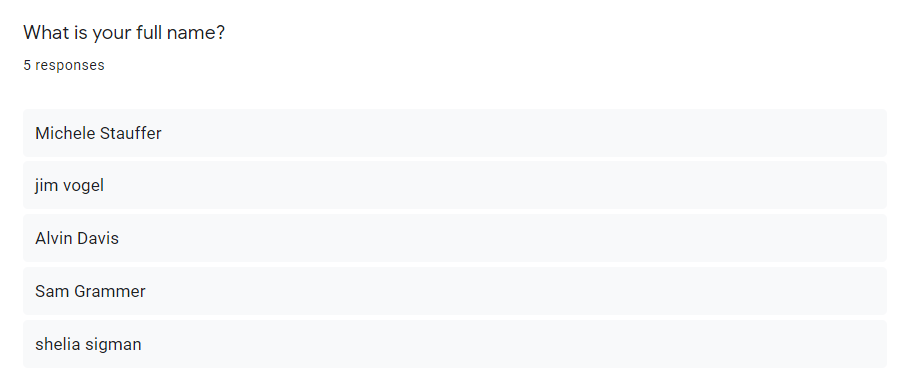 What is your full name?
5 responses
Michele Stauffer
jim vogel
Alvin Davis
Sam Grammer
shelia sigman